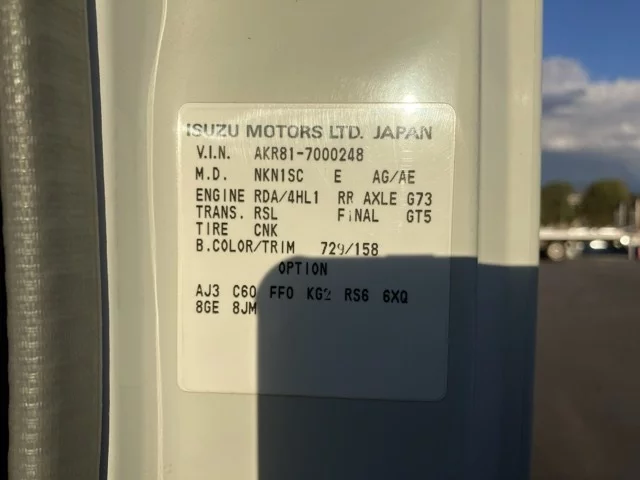 ISUZU MOTORS LTD. JAPAN
V.I.N. AKR81-7000248
M.D. NKN1SC E AG/AE
ENGINE RDA/4HL1 RR AXLE G73
TRANS. RSL FINAL GT5
TIRE CNK
B.COLOR/TRIM 729/158
OPTION
AJ3 C60 FF0 KG2 RS6 6XQ
8GE 8JM